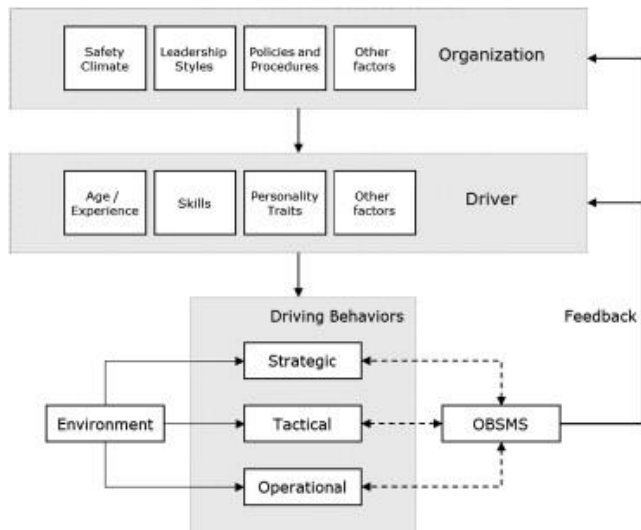 Safety
Climate
Leadership
Styles
Policies and
Procedures
Other
factors
Organization
Age /
Experience
Skills
Personality
Traits
Other
factors
Driver
Driving Behaviors
Feedback
Strategic
Environment
Tactical
OBSMS
Operational